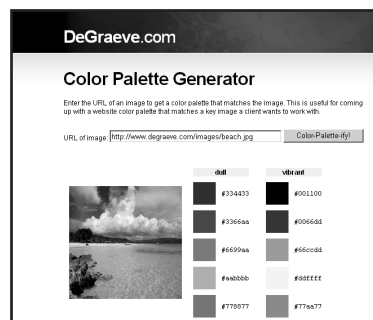 DeGraeve.com
Color Palette Generator
Enter the URL of an image to get a color palette that matches the image. This is useful for coming
up with a website color palette that matches a key image a client wants to work with.
URL of image: http://www.degraeve.com/images/beach.jpg Color-Palette-ify!
dull vibrant
#334433 #001100
#3366aa #0066dd
#6699aa #66ccdd
#aabbbb #ddffff
#778877 #77aa77